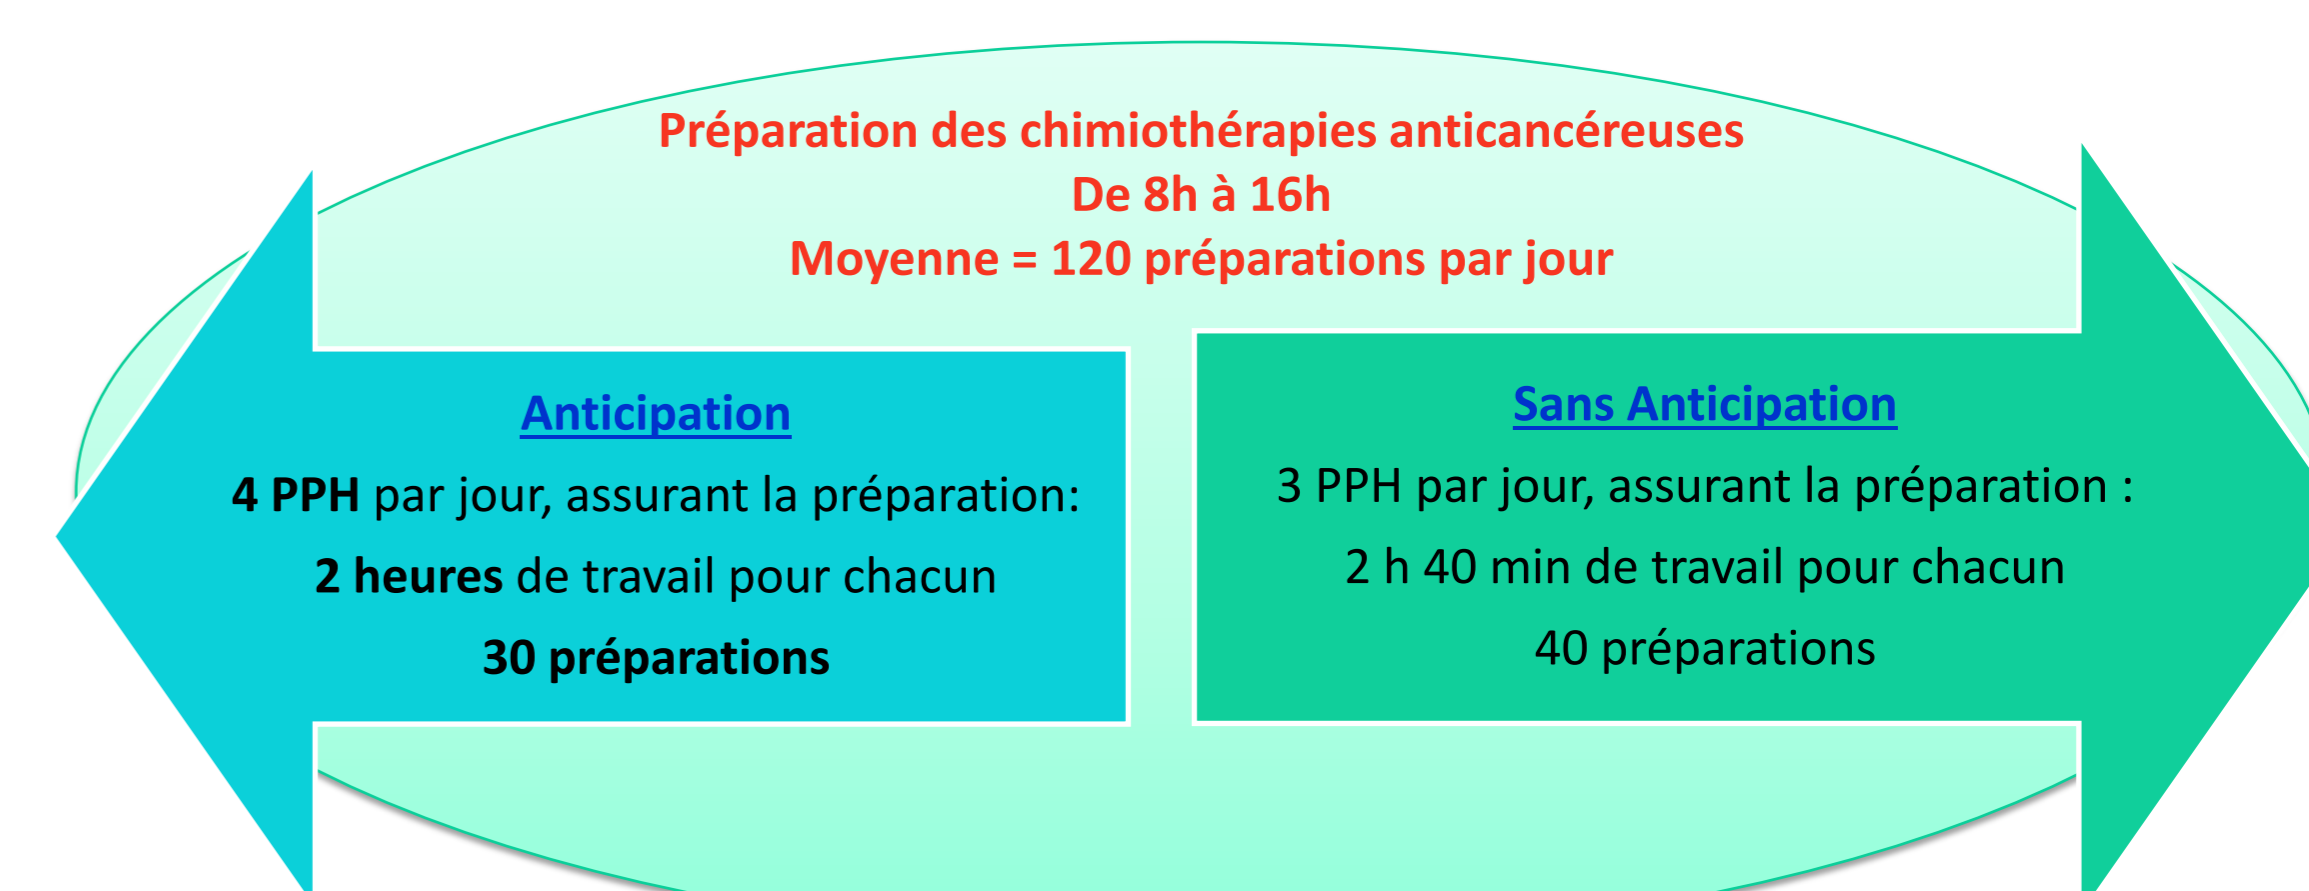 Préparation des chimiothérapies anticancéreuses
De 8h à 16h
Moyenne = 120 préparations par jour
Anticipation
4 PPH par jour, assurant la préparation:
2 heures de travail pour chacun
30 préparations
Sans Anticipation
3 PPH par jour, assurant la préparation :
2 h 40 min de travail pour chacun
40 préparations